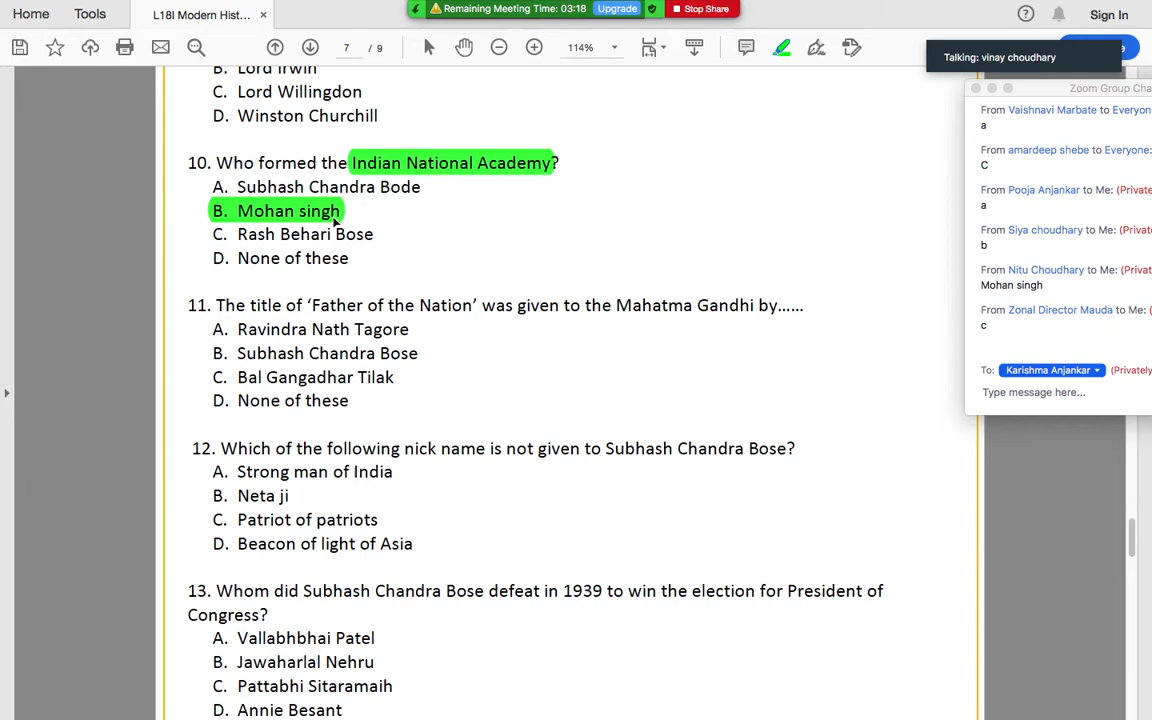 Home
Tools
L18I Modern Hist... ×
Remaining Meeting Time: 03:18 Upgrade
Stop Share
Sign In
7 / 9
114%
Talking: vinay choudhary
B. Lord Irwin
C. Lord Willingdon
D. Winston Churchill
10. Who formed the Indian National Academy?
A. Subhash Chandra Bode
B. Mohan singh
C. Rash Behari Bose
D. None of these
11. The title of ‘Father of the Nation’ was given to the Mahatma Gandhi by......
A. Ravindra Nath Tagore
B. Subhash Chandra Bose
C. Bal Gangadhar Tilak
D. None of these
12. Which of the following nick name is not given to Subhash Chandra Bose?
A. Strong man of India
B. Neta ji
C. Patriot of patriots
D. Beacon of light of Asia
13. Whom did Subhash Chandra Bose defeat in 1939 to win the election for President of
Congress?
A. Vallabhbhai Patel
B. Jawaharlal Nehru
C. Pattabhi Sitaramaih
D. Annie Besant
Zoom Group Cha
From Vaishnavi Marbate to Everyon
a
From amardeep shebe to Everyone:
C
From Pooja Anjankar to Me: (Private
a
From Siya choudhary to Me: (Privat
b
From Nitu Choudhary to Me: (Privat
Mohan singh
From Zonal Director Mauda to Me: (
c
To: Karishma Anjankar (Privately
Type message here...